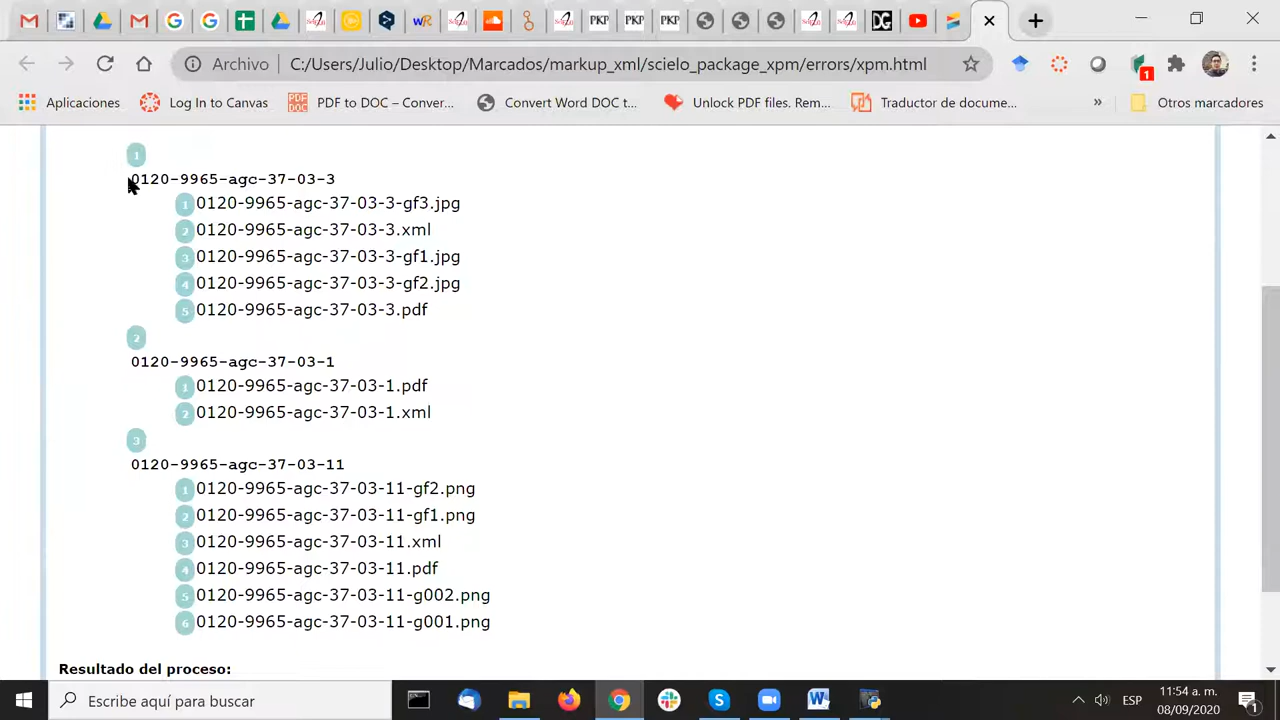 Archivo C:/Users/Julio/Desktop/Marcados/markup_xml/scielo_package_xpm/errors/xpm.html
1
Aplicaciones Log In to Canvas PDF to DOC – Conver... Convert Word DOC t... Unlock PDF files. Rem... Traductor de docume... » Otros marcadores
1
0120-9965-agc-37-03-3
1 0120-9965-agc-37-03-3-gf3.jpg
2 0120-9965-agc-37-03-3.xml
3 0120-9965-agc-37-03-3-gf1.jpg
4 0120-9965-agc-37-03-3-gf2.jpg
5 0120-9965-agc-37-03-3.pdf
2
0120-9965-agc-37-03-1
1 0120-9965-agc-37-03-1.pdf
2 0120-9965-agc-37-03-1.xml
3
0120-9965-agc-37-03-11
1 0120-9965-agc-37-03-11-gf2.png
2 0120-9965-agc-37-03-11-gf1.png
3 0120-9965-agc-37-03-11.xml
4 0120-9965-agc-37-03-11.pdf
5 0120-9965-agc-37-03-11-g002.png
6 0120-9965-agc-37-03-11-g001.png
Resultado del proceso:
Escribe aquí para buscar
ESP
11:54 a. m.
08/09/2020
1